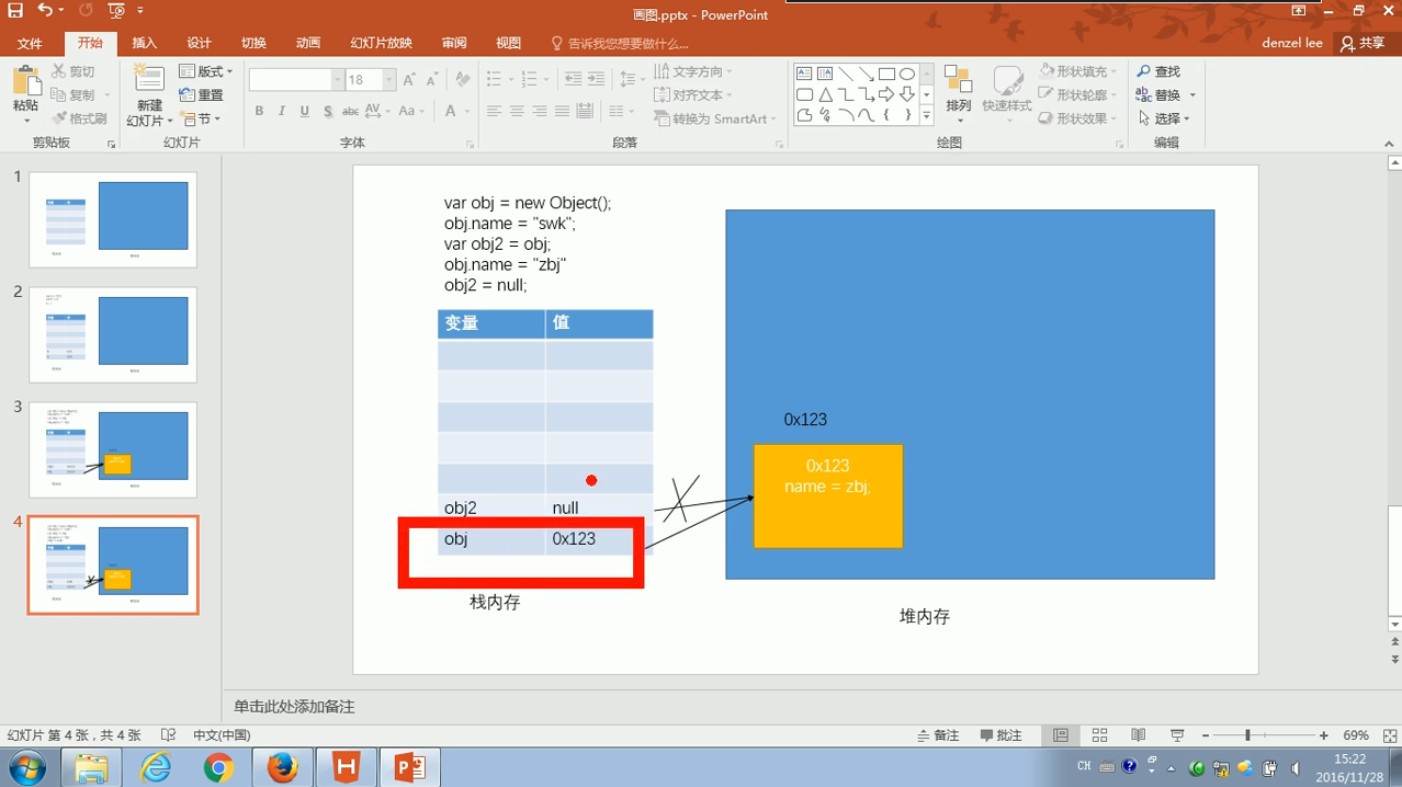 画图.pptx - PowerPoint
文件 开始 插入 设计 切换 动画 幻灯片放映 审阅 视图 告诉我您想要做什么... denzel lee 共享
粘贴
剪切
复制
格式刷
剪贴板
新建
幻灯片
版式
重置
节
幻灯片
18
B I U S abc AV Aa A
字体
文字方向
对齐文本
转换为 SmartArt
段落
排列
快速样式
形状填充
形状轮廓
形状效果
绘图
查找
替换
选择
编辑
1
2
3
4
var obj = new Object();
obj.name = "swk";
var obj2 = obj;
obj.name = "zbj"
obj2 = null;
变量 值
obj2 null
obj 0x123
栈内存
0x123
0x123
name = zbj;
堆内存
单击此处添加备注
幻灯片 第 4 张，共 4 张 中文(中国) 备注 批注 69%
CH
15:22
2016/11/28